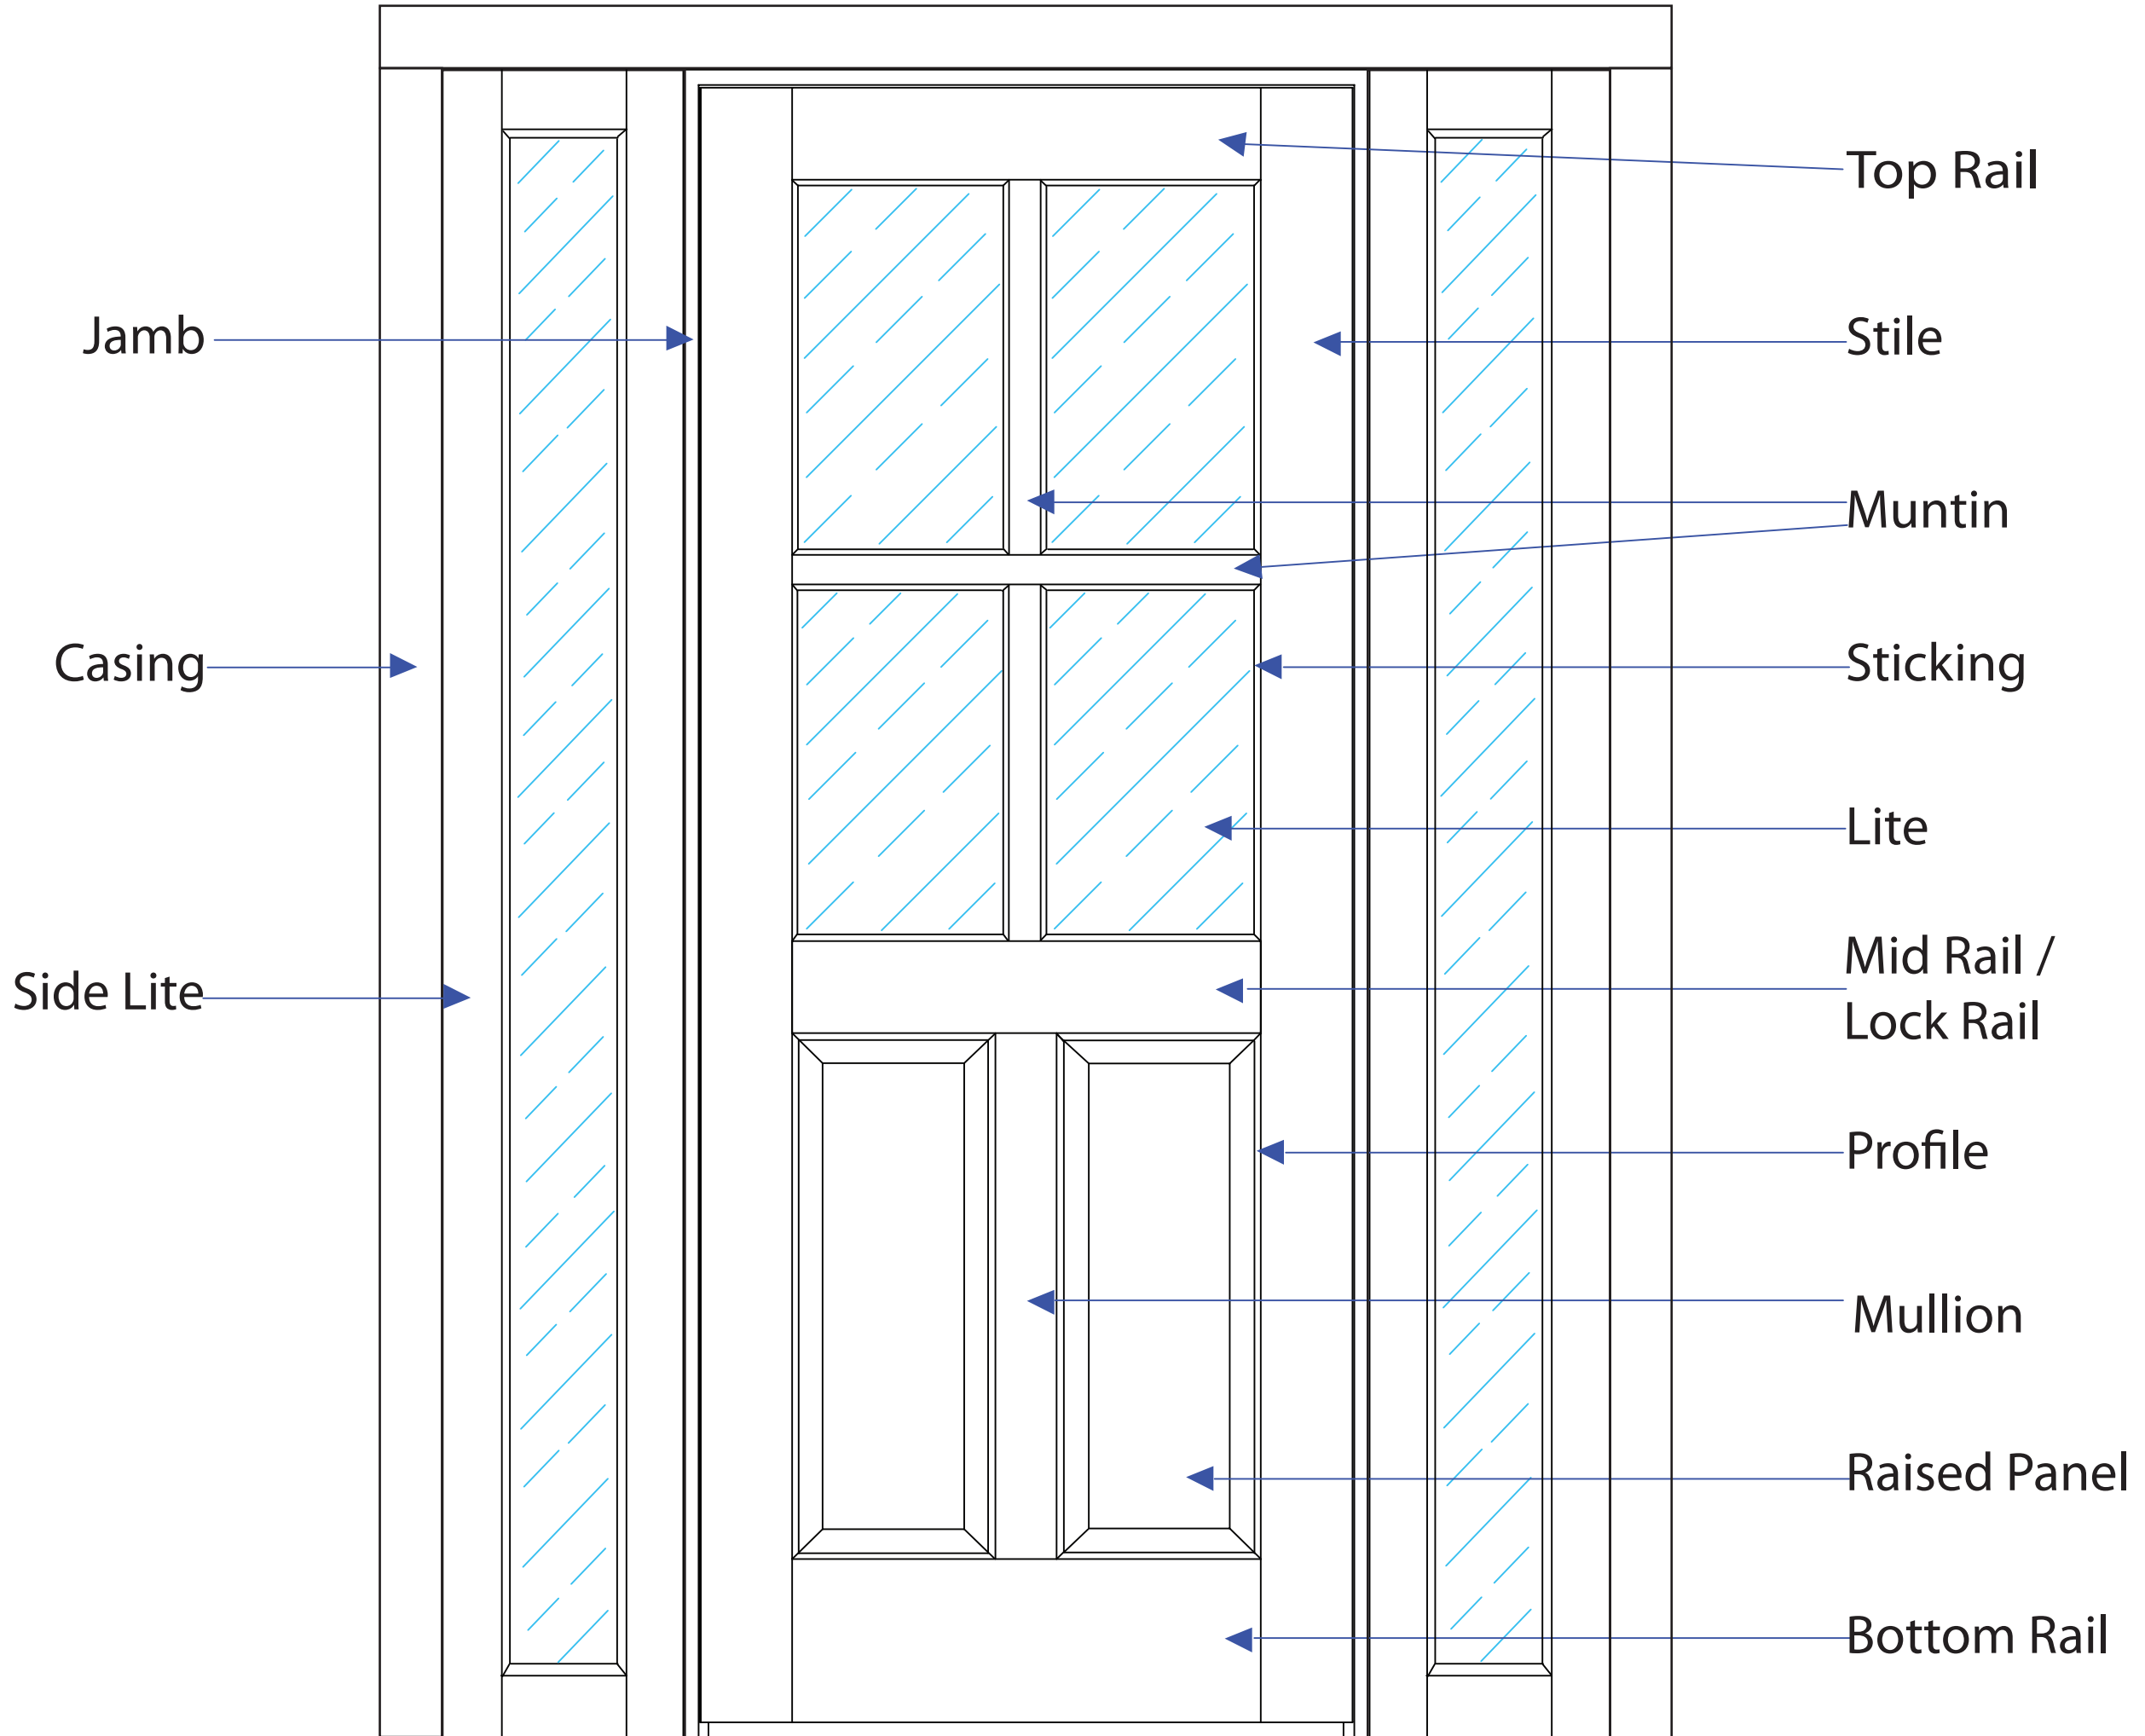 Jamb
Casing
Side Lite
Top Rail
Stile
Muntin
Sticking
Lite
Mid Rail /
Lock Rail
Profile
Mullion
Raised Panel
Bottom Rail